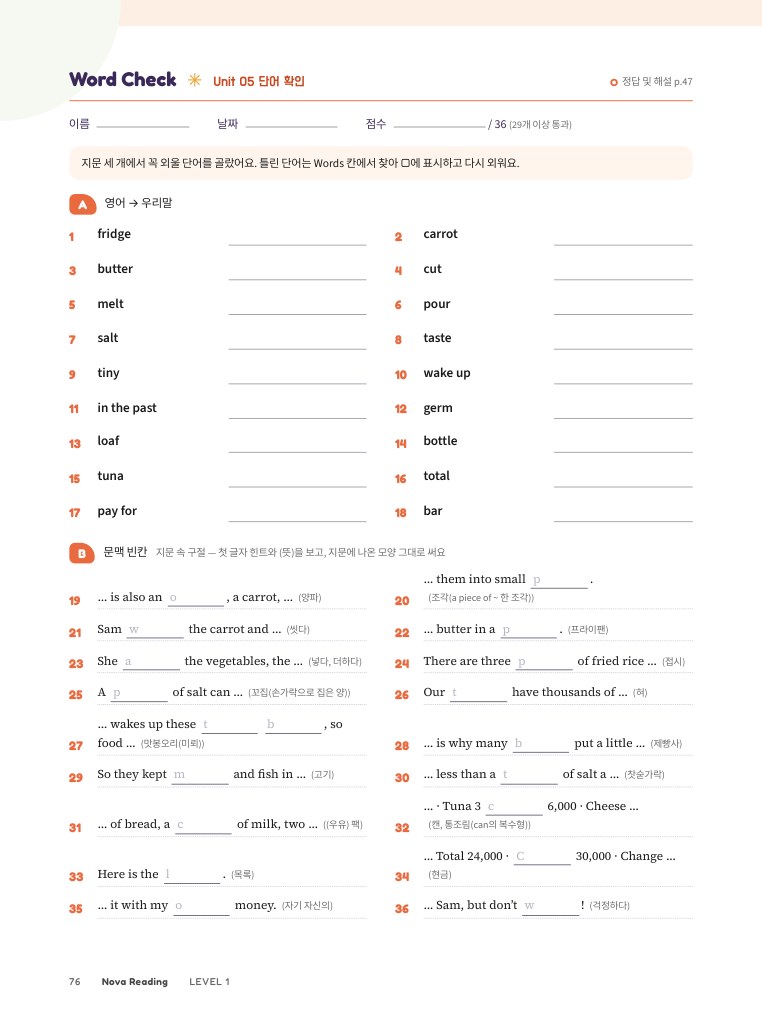 Word Check ✳ Unit 05 단어 확인
정답 및 해설 p.47
이름 날짜 점수 / 36 (29개 이상 통과)
지문 세 개에서 꼭 외울 단어를 골랐어요. 틀린 단어는 Words 칸에서 찾아 ▢에 표시하고 다시 외워요.
A 영어 → 우리말
1 fridge
2 carrot
3 butter
4 cut
5 melt
6 pour
7 salt
8 taste
9 tiny
10 wake up
11 in the past
12 germ
13 loaf
14 bottle
15 tuna
16 total
17 pay for
18 bar
B 문맥 빈칸 지문 속 구절 — 첫 글자 힌트와 (뜻)을 보고, 지문에 나온 모양 그대로 써요
19 ... is also an o , a carrot, ... (양파)
20 ... them into small p .
(조각(a piece of ~ 한 조각))
21 Sam w the carrot and ... (씻다)
22 ... butter in a p . (프라이팬)
23 She a the vegetables, the ... (넣다, 더하다)
24 There are three p of fried rice ... (접시)
25 A p of salt can ... (꼬집(손가락으로 집은 양))
26 Our t have thousands of ... (혀)
... wakes up these t b , so
27 food ... (맛봉오리(미뢰))
28 ... is why many b put a little ... (제빵사)
29 So they kept m and fish in ... (고기)
30 ... less than a t of salt a ... (찻숟가락)
31 ... of bread, a c of milk, two ... ((우유) 팩)
... · Tuna 3 c 6,000 · Cheese ...
32 (캔, 통조림(can의 복수형))
33 Here is the l . (목록)
... Total 24,000 · C 30,000 · Change ...
34 (현금)
35 ... it with my o money. (자기 자신의)
36 ... Sam, but don't w ! (걱정하다)
76 Nova Reading LEVEL 1